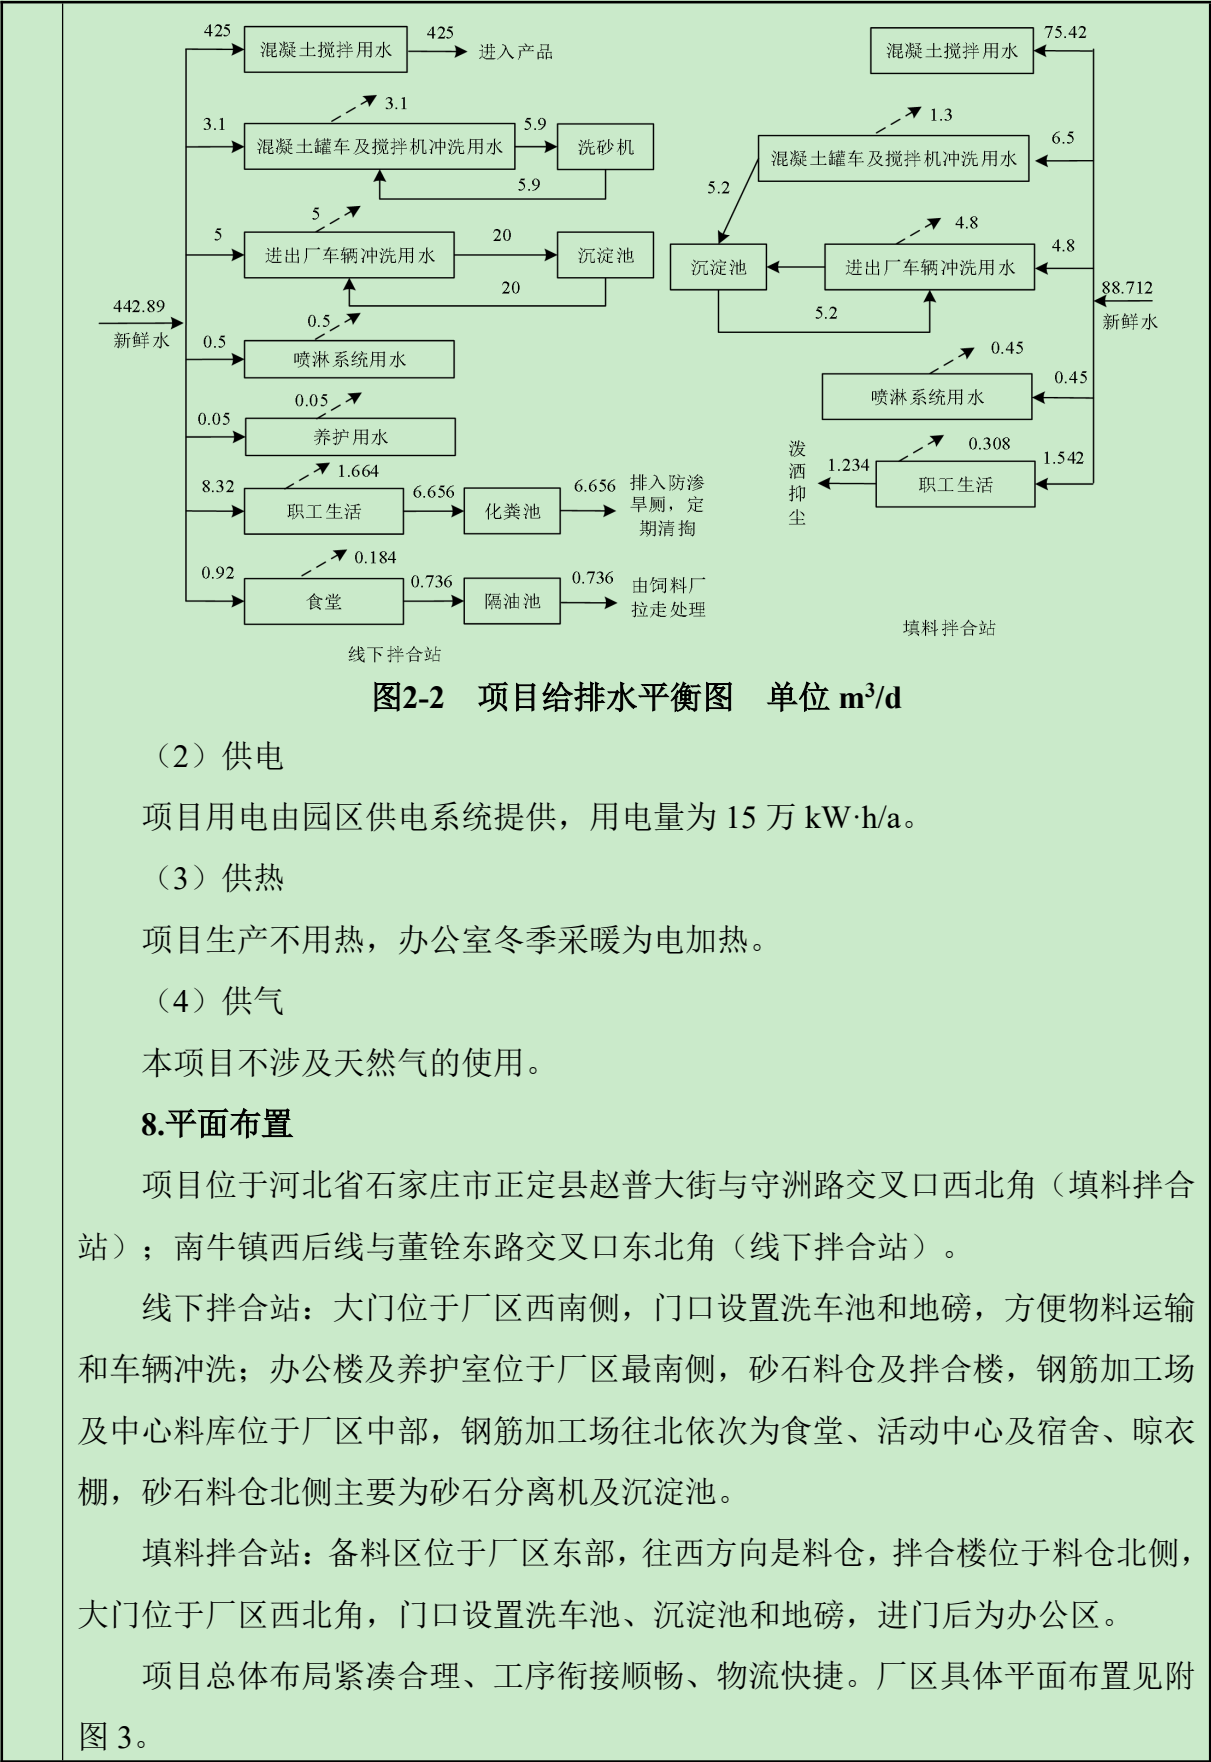 425
混凝土搅拌用水
425
进入产品
3.1
3.1
混凝土罐车及搅拌机冲洗用水
5.9
洗砂机
5.9
5
5
进出厂车辆冲洗用水
20
沉淀池
20
442.89
新鲜水
0.5
0.5
喷淋系统用水
0.05
0.05
养护用水
8.32
1.664
职工生活
6.656
化粪池
6.656
排入防渗
旱厕，定
期清掏
0.92
0.184
食堂
0.736
隔油池
0.736
由饲料厂
拉走处理
线下拌合站
75.42
混凝土搅拌用水
1.3
6.5
混凝土罐车及搅拌机冲洗用水
5.2
4.8
4.8
沉淀池
进出厂车辆冲洗用水
5.2
88.712
新鲜水
0.45
0.45
喷淋系统用水
0.308
1.542
职工生活
1.234
泼
洒
抑
尘
填料拌合站
图2-2 项目给排水平衡图 单位 m³/d
（2）供电
项目用电由园区供电系统提供，用电量为 15 万 kW·h/a。
（3）供热
项目生产不用热，办公室冬季采暖为电加热。
（4）供气
本项目不涉及天然气的使用。
8.平面布置
项目位于河北省石家庄市正定县赵普大街与守洲路交叉口西北角（填料拌合
站）；南牛镇西后线与董铨东路交叉口东北角（线下拌合站）。
线下拌合站：大门位于厂区西南侧，门口设置洗车池和地磅，方便物料运输
和车辆冲洗；办公楼及养护室位于厂区最南侧，砂石料仓及拌合楼，钢筋加工场
及中心料库位于厂区中部，钢筋加工场往北依次为食堂、活动中心及宿舍、晾衣
棚，砂石料仓北侧主要为砂石分离机及沉淀池。
填料拌合站：备料区位于厂区东部，往西方向是料仓，拌合楼位于料仓北侧，
大门位于厂区西北角，门口设置洗车池、沉淀池和地磅，进门后为办公区。
项目总体布局紧凑合理、工序衔接顺畅、物流快捷。厂区具体平面布置见附
图 3。